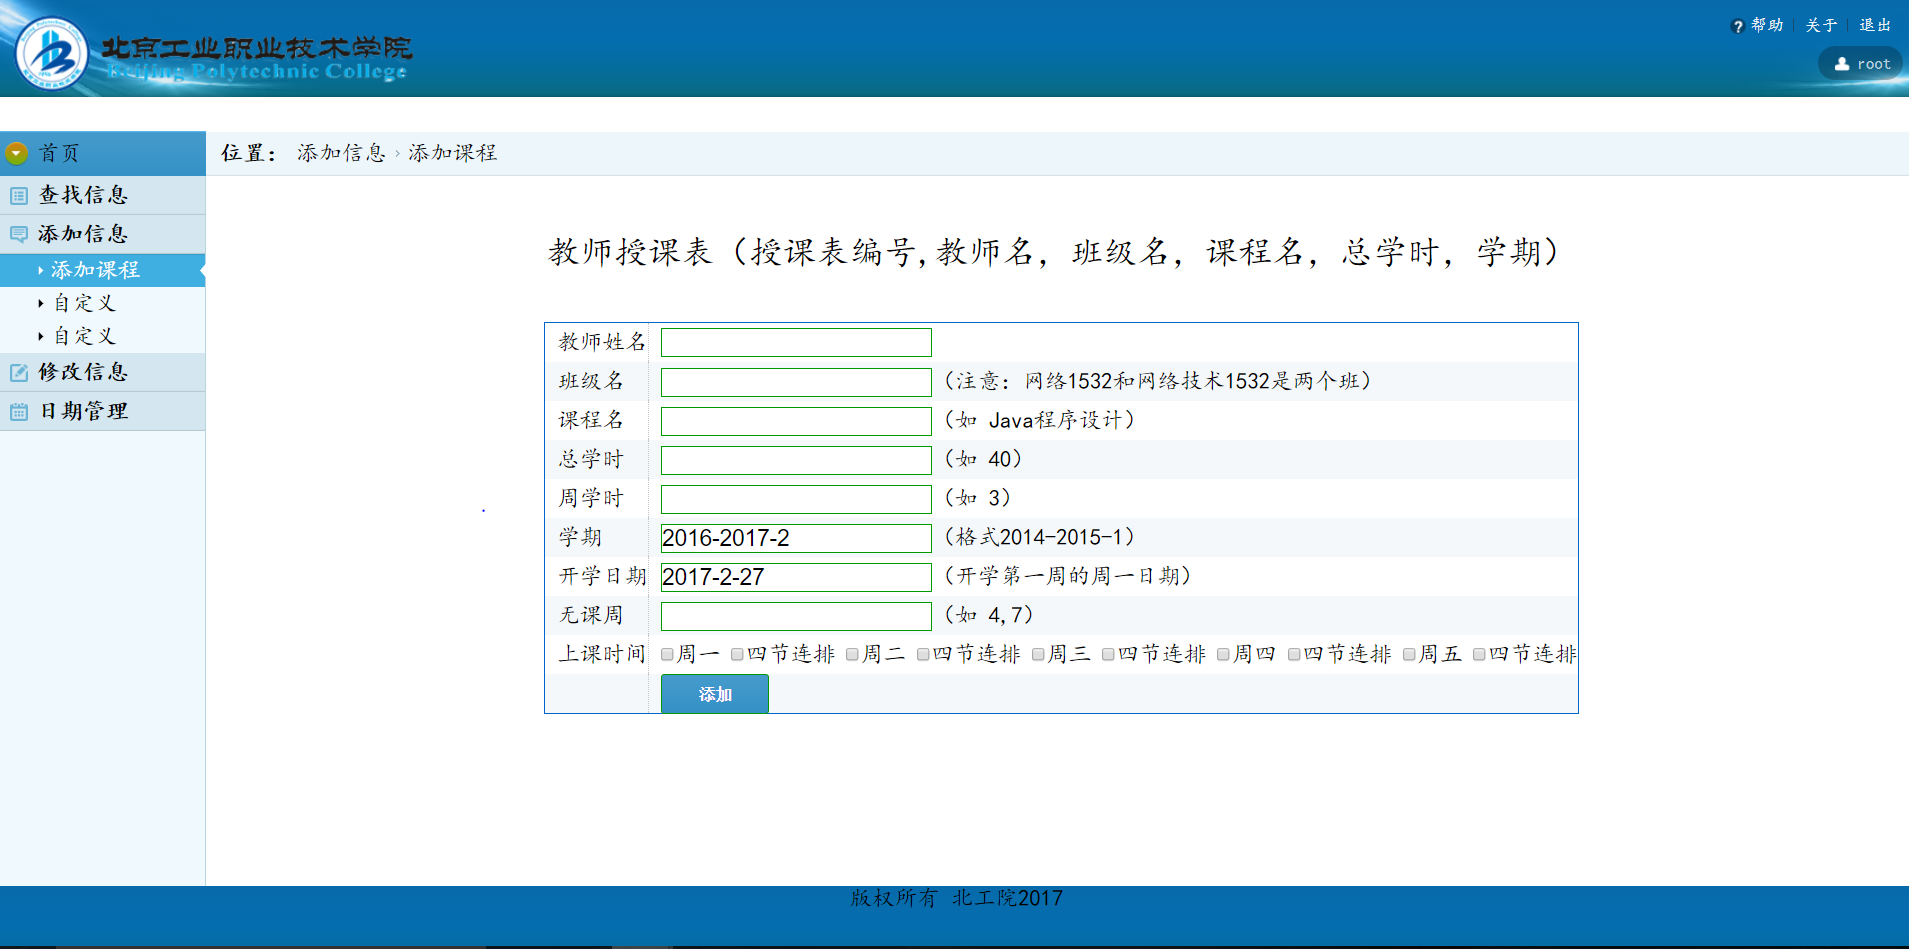 北京工业职业技术学院
Beijing Polytechnic College
帮助 关于 退出
root
首页
查找信息
添加信息
添加课程
自定义
自定义
修改信息
日期管理
位置： 添加信息 › 添加课程
教师授课表（授课表编号,教师名，班级名，课程名，总学时，学期）
教师姓名
班级名 （注意：网络1532和网络技术1532是两个班）
课程名 （如 Java程序设计）
总学时 （如 40）
周学时 （如 3）
学期 2016-2017-2 （格式2014-2015-1）
开学日期 2017-2-27 （开学第一周的周一日期）
无课周 （如 4,7）
上课时间 周一 四节连排 周二 四节连排 周三 四节连排 周四 四节连排 周五 四节连排
添加
版权所有 北工院2017